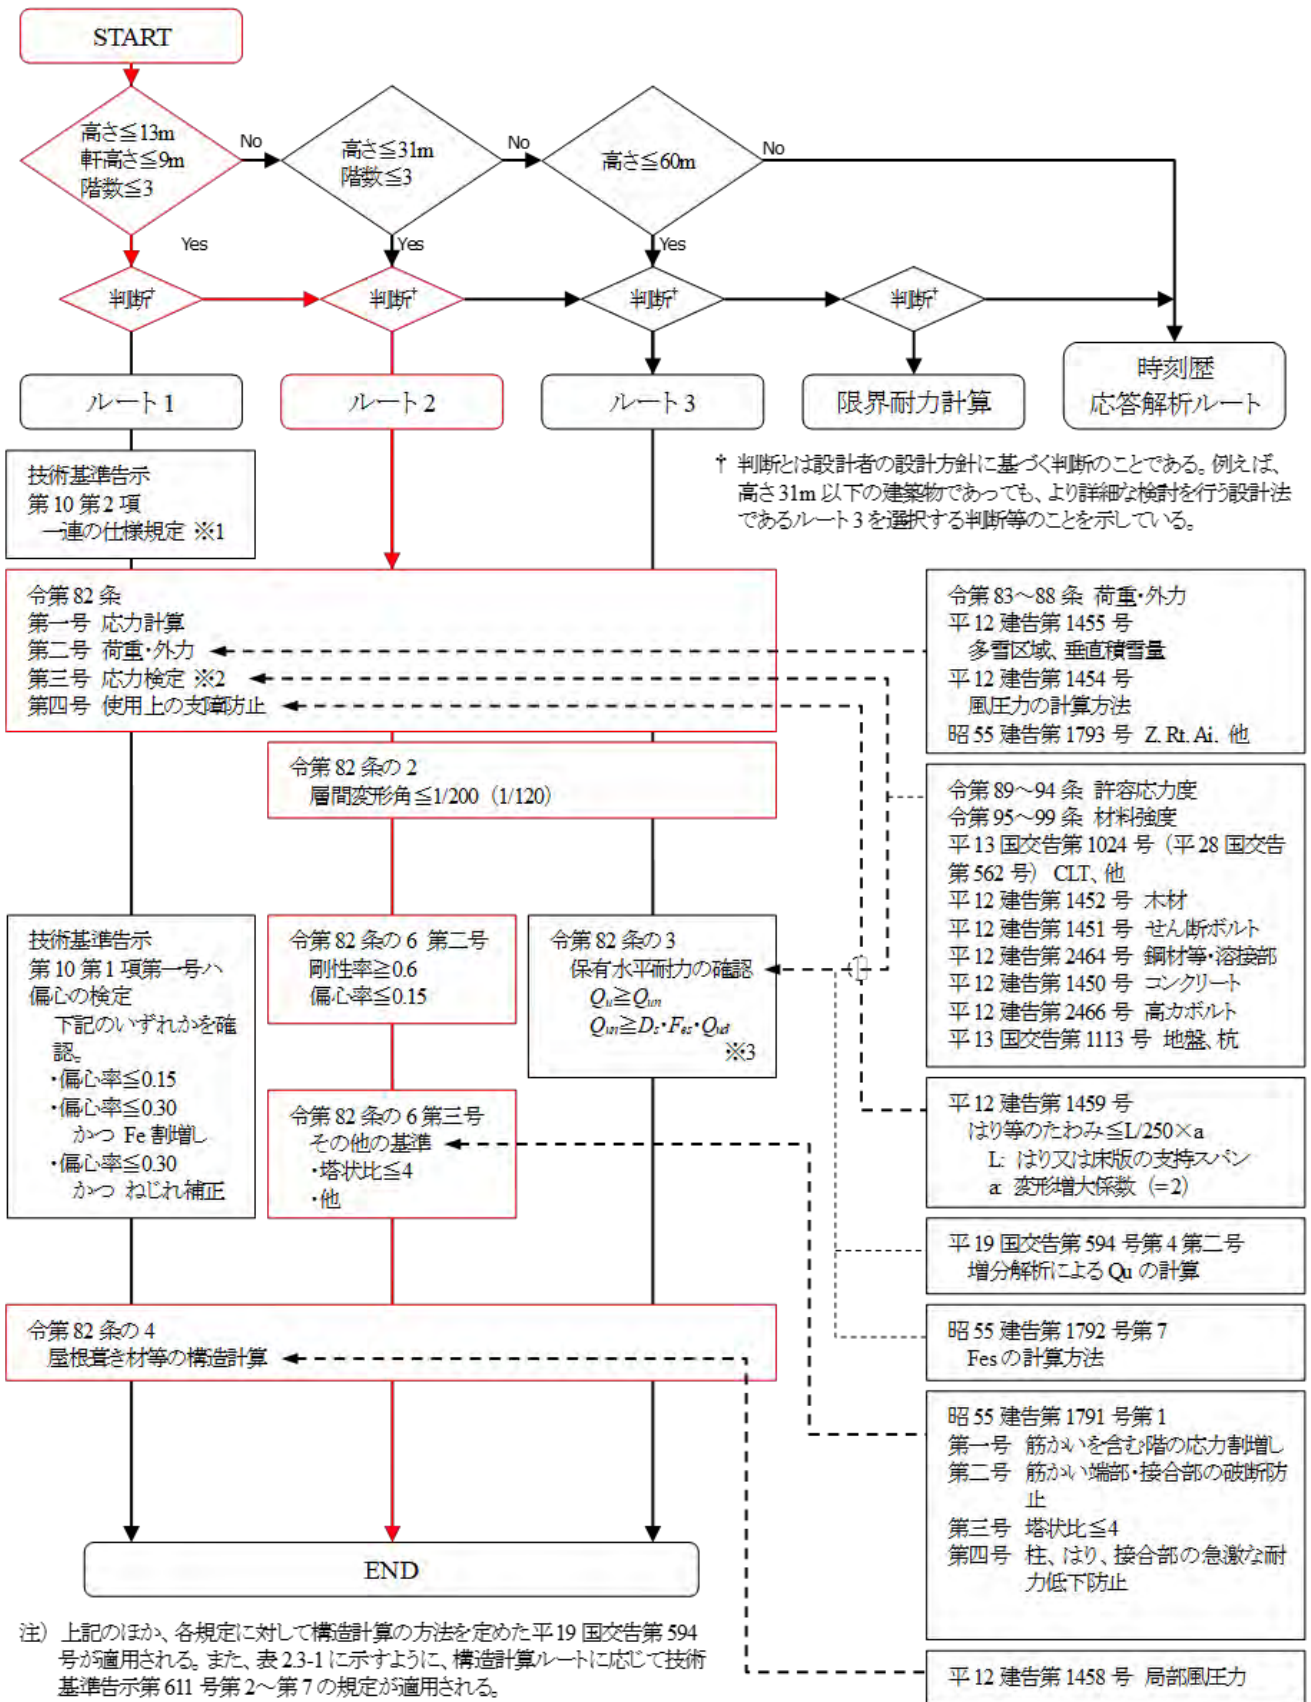 START
高さ≦13m
軒高さ≦9m
階数≦3
No
高さ≦31m
階数≦3
No
高さ≦60m
No
Yes
Yes
Yes
判断†
判断†
判断†
判断†
ルート1
ルート2
ルート3
限界耐力計算
時刻歴
応答解析ルート
技術基準告示
第10第2項
一連の仕様規定 ※1
† 判断とは設計者の設計方針に基づく判断のことである。例えば、
高さ31m以下の建築物であっても、より詳細な検討を行う設計法
であるルート3を選択する判断等のことを示している。
令第82条
第一号 応力計算
第二号 荷重・外力
第三号 応力検定 ※2
第四号 使用上の支障防止
令第83～88条 荷重・外力
平12建告第1455号
多雪区域、垂直積雪量
平12建告第1454号
風圧力の計算方法
昭55建告第1793号 Z, Rt, Ai, 他
令第82条の2
層間変形角≦1/200（1/120）
令第89～94条 許容応力度
令第95～99条 材料強度
平13国交告第1024号（平28国交告
第562号） CLT、他
平12建告第1452号 木材
平12建告第1451号 せん断ボルト
平12建告第2464号 鋼材等・溶接部
平12建告第1450号 コンクリート
平12建告第2466号 高力ボルト
平13国交告第1113号 地盤、杭
技術基準告示
第10第1項第一号ハ
偏心の検定
下記のいずれかを確
認。
・偏心率≦0.15
・偏心率≦0.30
かつ Fe割増し
・偏心率≦0.30
かつ ねじれ補正
令第82条の6 第二号
剛性率≧0.6
偏心率≦0.15
令第82条の3
保有水平耐力の確認
Qu≧Qun
Qun≧Ds・Fes・Qud
※3
令第82条の6第三号
その他の基準
・塔状比≦4
・他
平12建告第1459号
はり等のたわみ≦L/250×a
L: はり又は床版の支持スパン
a: 変形増大係数（=2）
平19国交告第594号第4第二号
増分解析によるQuの計算
令第82条の4
屋根葺き材等の構造計算
昭55建告第1792号第7
Fesの計算方法
昭55建告第1791号第1
第一号 筋かいを含む階の応力割増し
第二号 筋かい端部・接合部の破断防
止
第三号 塔状比≦4
第四号 柱、はり、接合部の急激な耐
力低下防止
END
注）上記のほか、各規定に対して構造計算の方法を定めた平19国交告第594
号が適用される。また、表2.3-1に示すように、構造計算ルートに応じて技術
基準告示第611号第2～第7の規定が適用される。
平12建告第1458号 局部風圧力